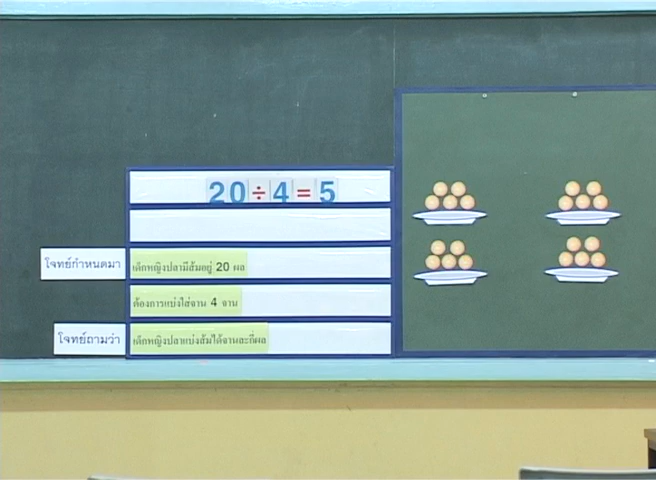 20÷4=5
โจทย์กำหนดมา เด็กหญิงปลามีส้มอยู่ 20 ผล
ต้องการแบ่งใส่จาน 4 จาน
โจทย์ถามว่า เด็กหญิงปลาแบ่งส้มได้จานละกี่ผล